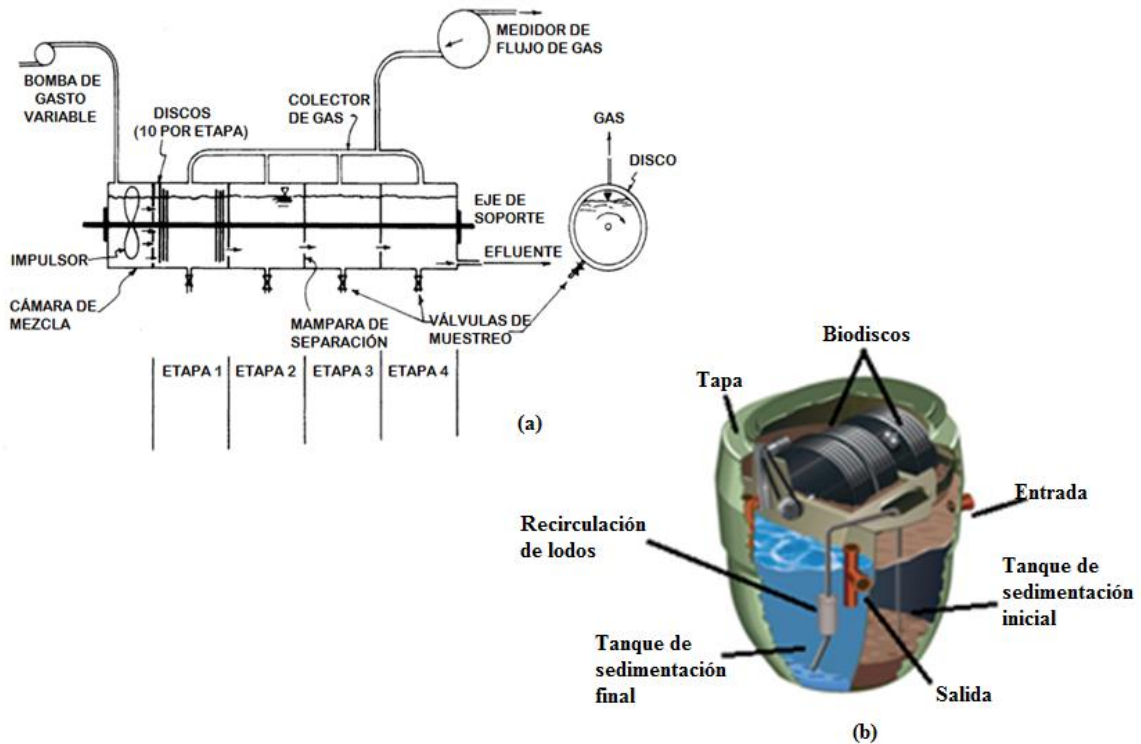 MEDIDOR DE
FLUJO DE GAS
BOMBA DE
GASTO
VARIABLE
DISCOS
(10 POR ETAPA)
COLECTOR
DE GAS
GAS
DISCO
EJE DE
SOPORTE
EFLUENTE
IMPULSOR
CÁMARA DE
MEZCLA
MAMPARA DE
SEPARACIÓN
VÁLVULAS DE
MUESTREO
ETAPA 1
ETAPA 2
ETAPA 3
ETAPA 4
(a)
Biodiscos
Tapa
Entrada
Recirculación
de lodos
Tanque de
sedimentación
inicial
Tanque de
sedimentación
final
Salida
(b)